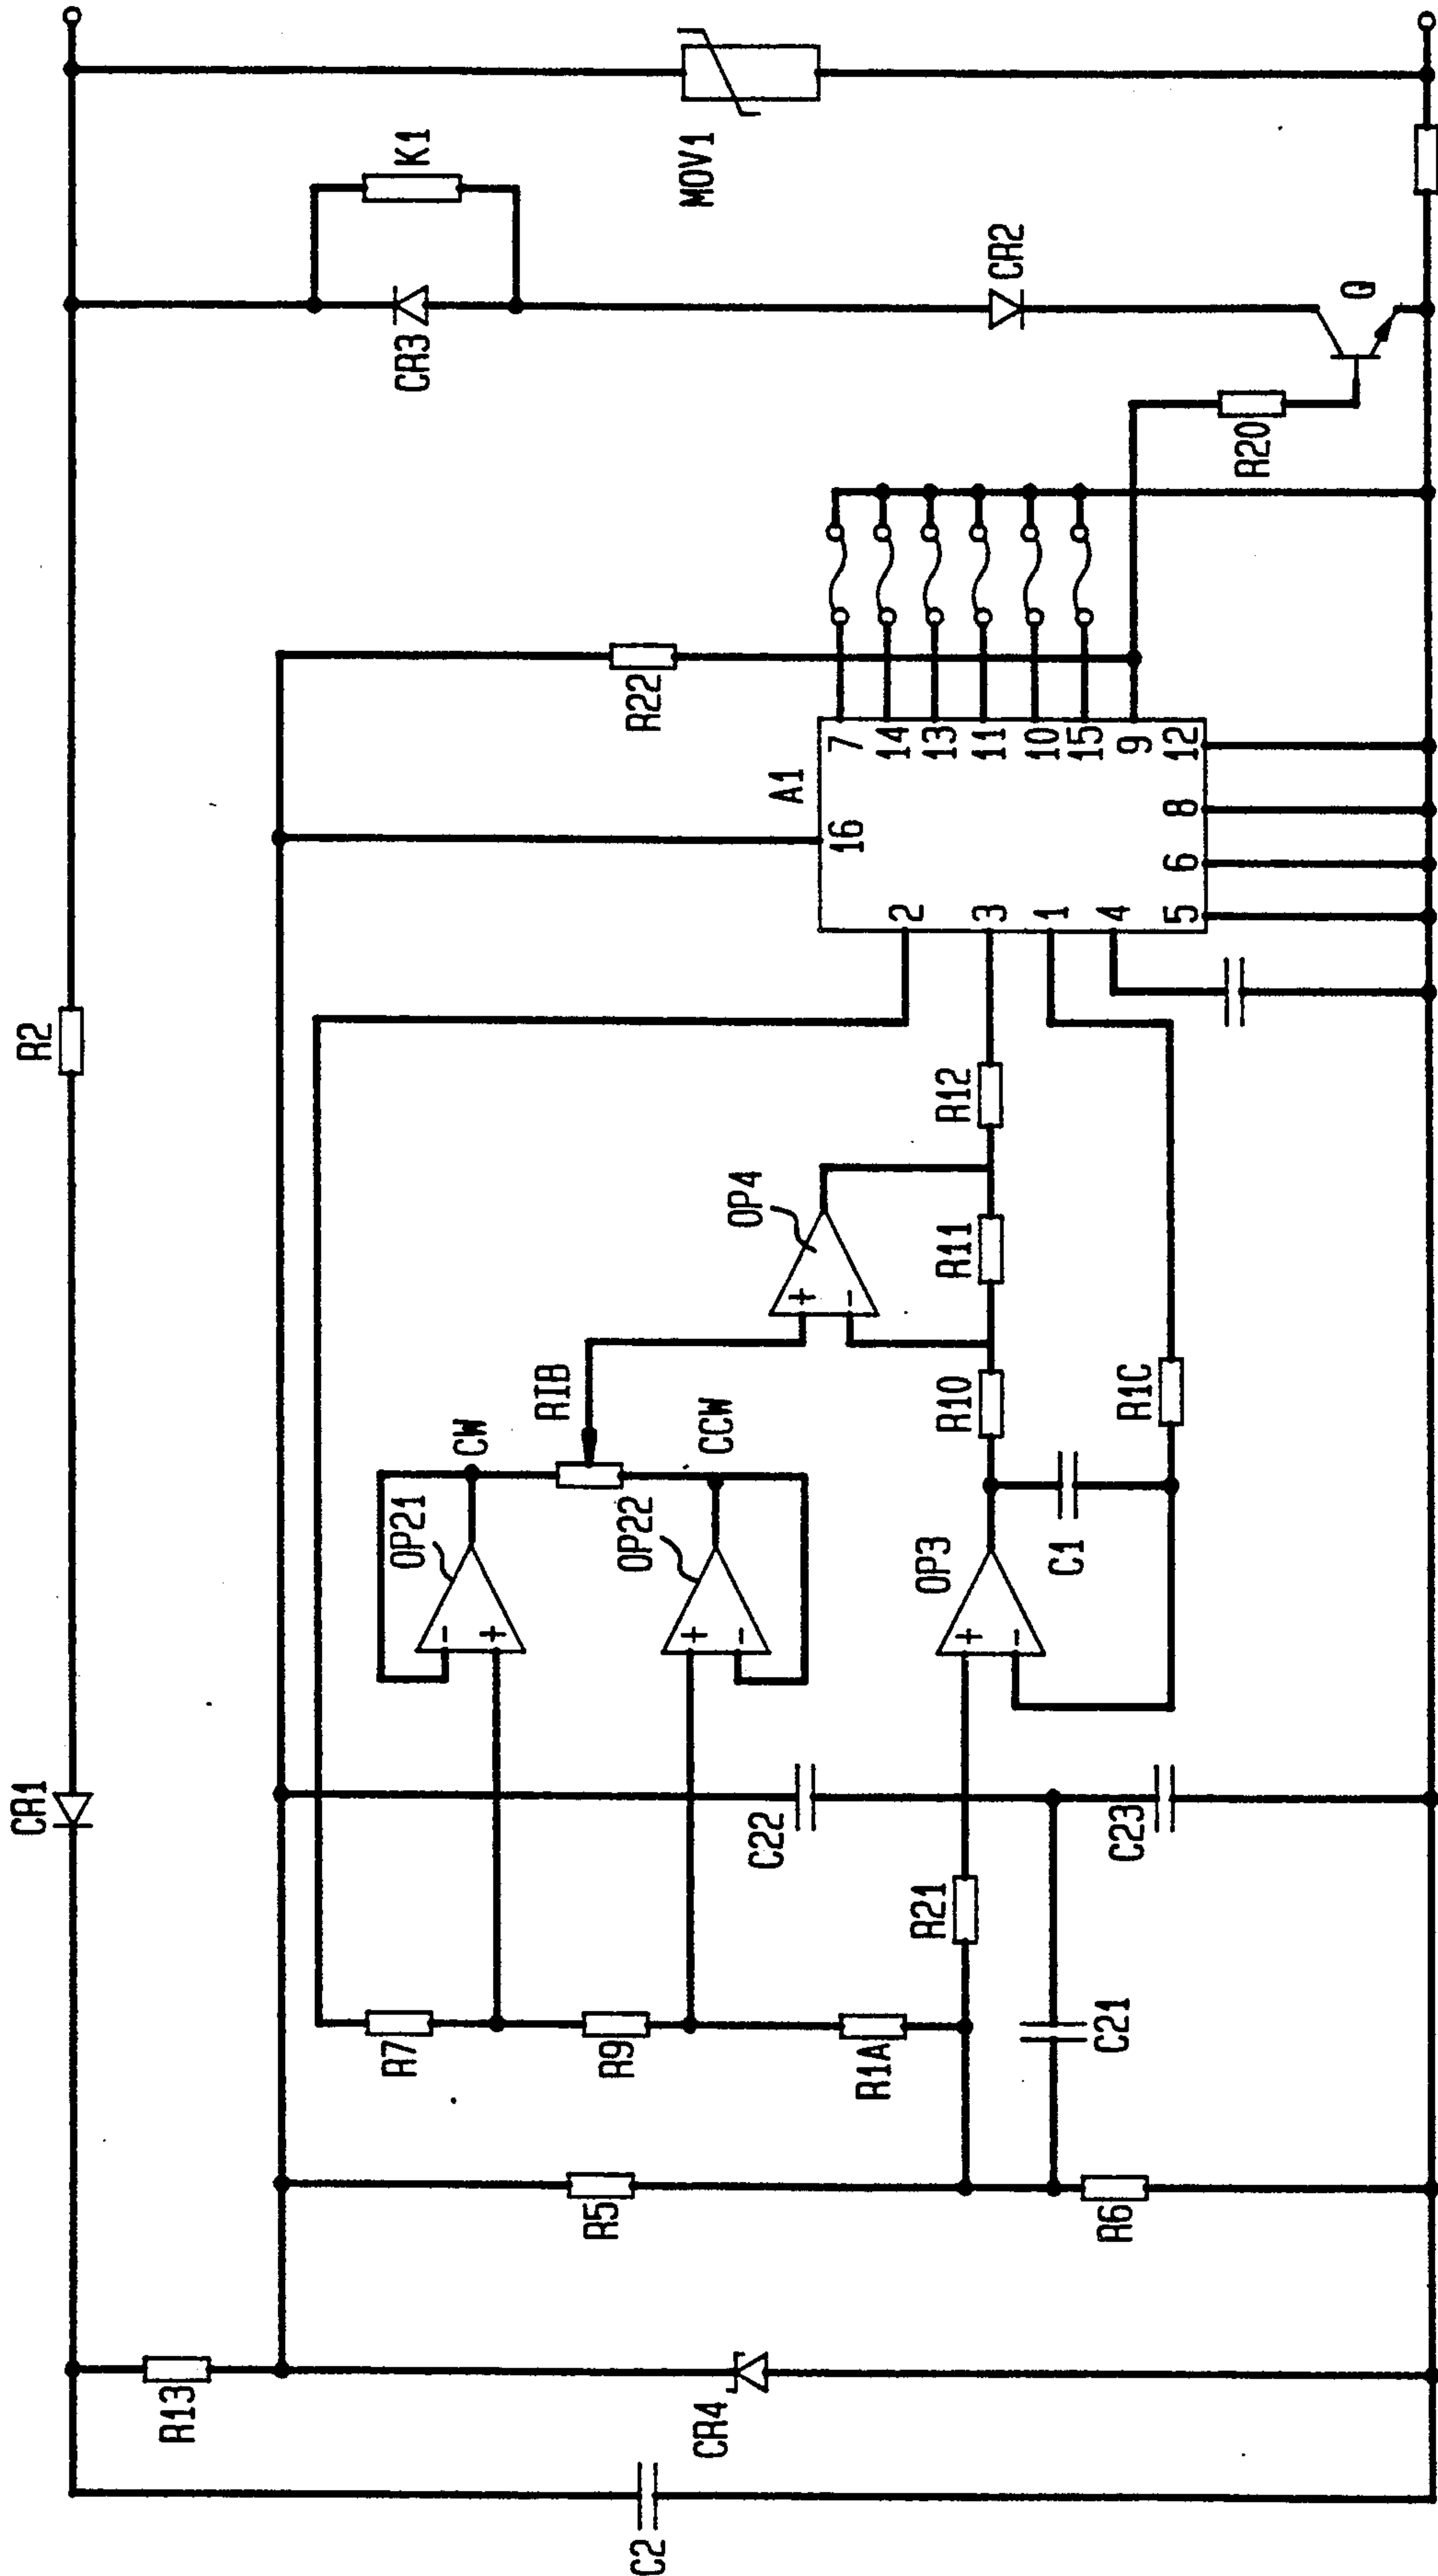 R2
CR1
K1
CR3
MOV1
CR2
Q
R20
R22
A1
16
7
14
13
11
10
15
9
12
8
6
5
2
3
1
4
R12
OP4
+
-
R11
R10
R1B
CW
CCW
OP21
-
+
OP22
+
-
OP3
+
-
C1
R1C
C22
C23
R21
C21
R7
R9
R1A
R5
R6
R13
CR4
C2